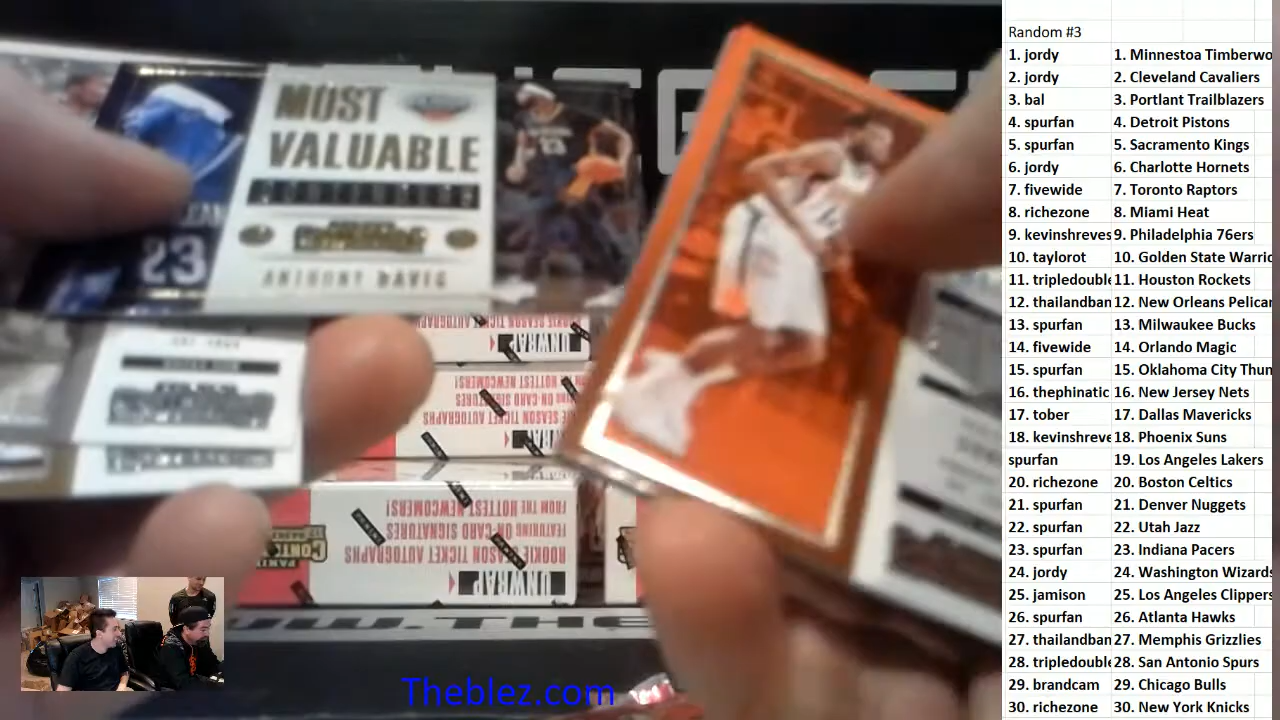 MOST
VALUABLE
ANTHONY DAVIS
23
UNWRAP
ROOKIE SEASON TICKET AUTOGRAPHS
FEATURING ON-CARD SIGNATURES
FROM THE HOTTEST NEWCOMERS!
Theblez.com
Random #3
1. jordy 1. Minnestoa Timberwo
2. jordy 2. Cleveland Cavaliers
3. bal 3. Portlant Trailblazers
4. spurfan 4. Detroit Pistons
5. spurfan 5. Sacramento Kings
6. jordy 6. Charlotte Hornets
7. fivewide 7. Toronto Raptors
8. richezone 8. Miami Heat
9. kevinshreves 9. Philadelphia 76ers
10. taylorot 10. Golden State Warric
11. tripledouble 11. Houston Rockets
12. thailandban 12. New Orleans Pelican
13. spurfan 13. Milwaukee Bucks
14. fivewide 14. Orlando Magic
15. spurfan 15. Oklahoma City Thun
16. thephinatic 16. New Jersey Nets
17. tober 17. Dallas Mavericks
18. kevinshreve 18. Phoenix Suns
spurfan 19. Los Angeles Lakers
20. richezone 20. Boston Celtics
21. spurfan 21. Denver Nuggets
22. spurfan 22. Utah Jazz
23. spurfan 23. Indiana Pacers
24. jordy 24. Washington Wizards
25. jamison 25. Los Angeles Clippers
26. spurfan 26. Atlanta Hawks
27. thailandban 27. Memphis Grizzlies
28. tripledouble 28. San Antonio Spurs
29. brandcam 29. Chicago Bulls
30. richezone 30. New York Knicks